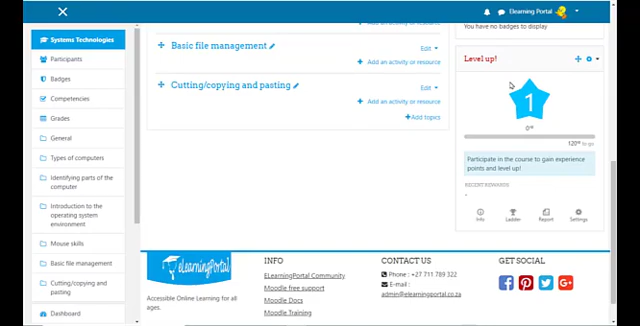 Elearning Portal
Systems Technologies
Participants
Badges
Competencies
Grades
General
Types of computers
Identifying parts of the
computer
Introduction to the
operating system
environment
Mouse skills
Basic file management
Cutting/copying and
pasting
Dashboard
Add an activity or resource
Basic file management
Edit
Add an activity or resource
Cutting/copying and pasting
Edit
Add an activity or resource
Add topics
You have no badges to display
Level up!
1
0xp
120xp to go
Participate in the course to gain experience
points and level up!
RECENT REWARDS
-
Info
Ladder
Report
Settings
eLearningPortal
Accessible Online Learning for all
ages.
INFO
ELearningPortal Community
Moodle free support
Moodle Docs
Moodle Training
CONTACT US
Phone : +27 711 789 322
E-mail :
admin@elearningportal.co.za
GET SOCIAL